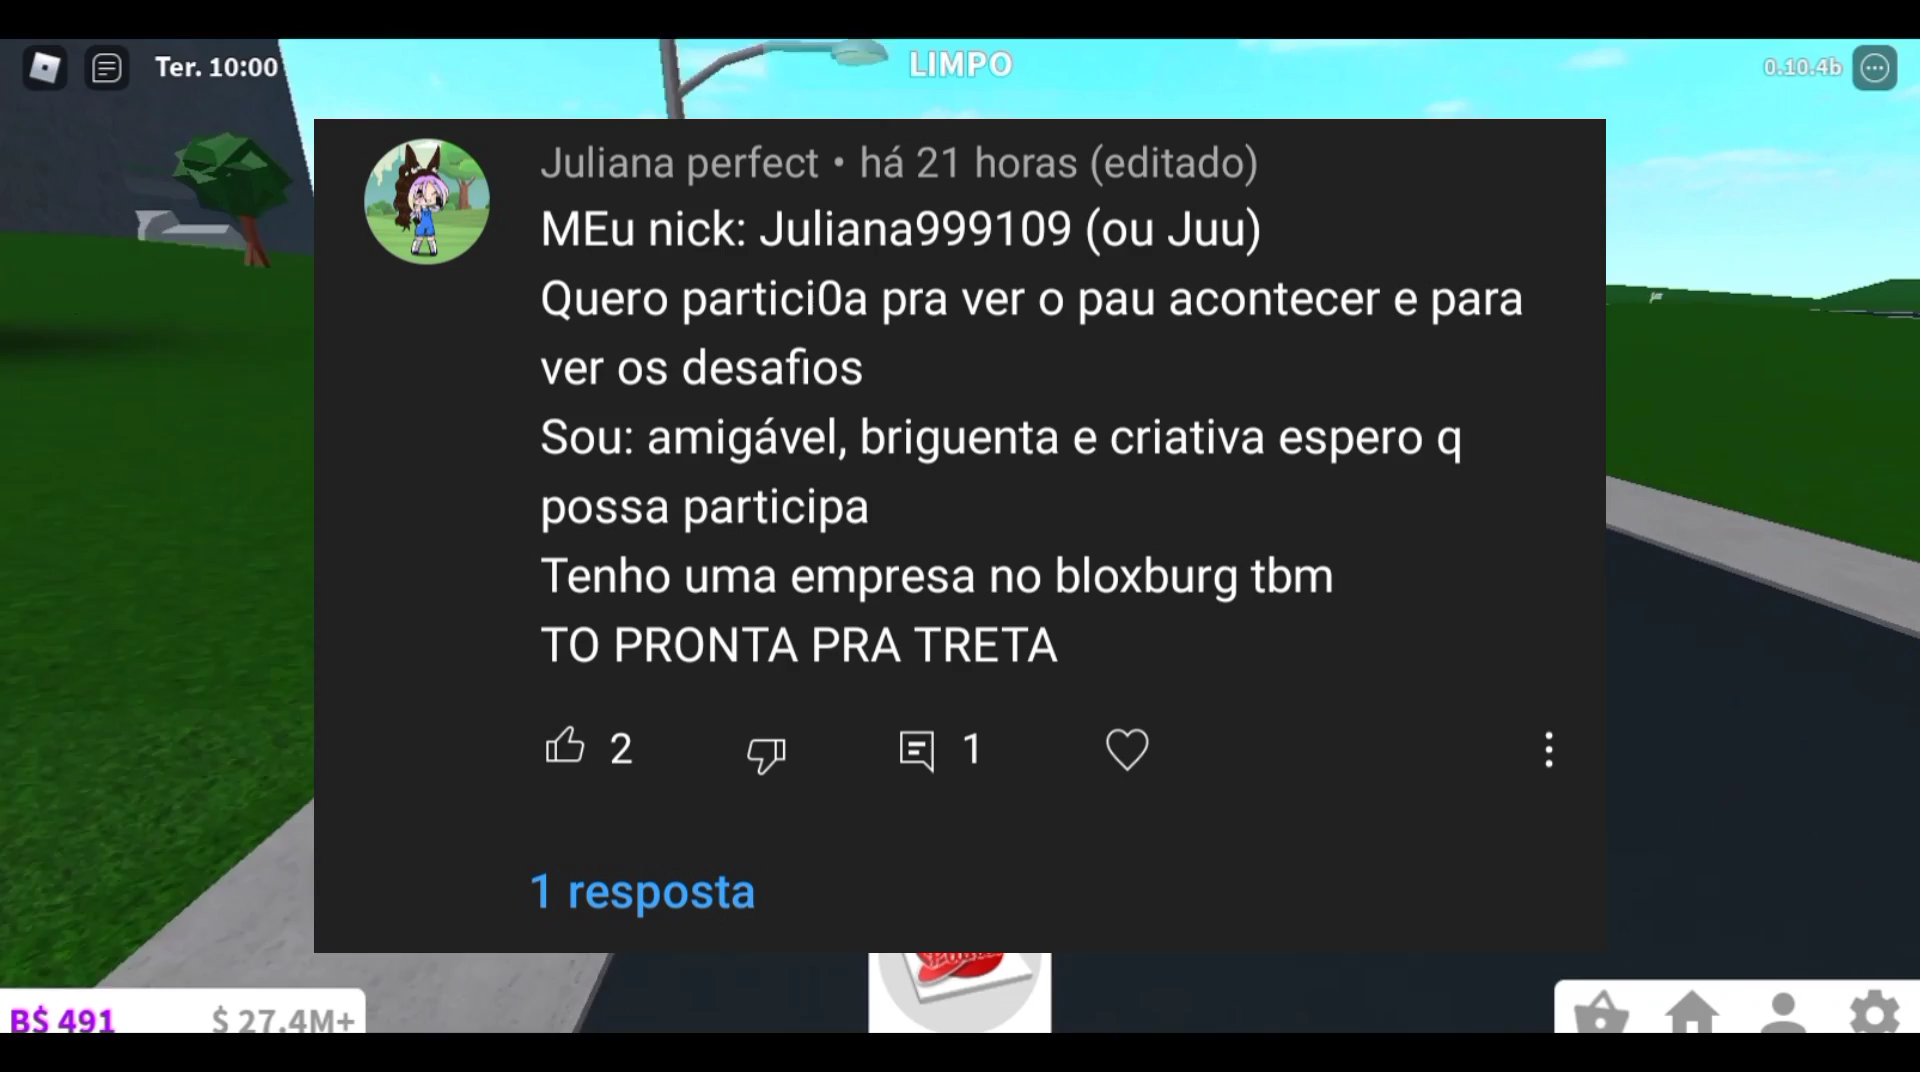 Ter. 10:00
LIMPO
0.10.4b
Juliana perfect • há 21 horas (editado)
MEu nick: Juliana999109 (ou Juu)
Quero partici0a pra ver o pau acontecer e para
ver os desafios
Sou: amigável, briguenta e criativa espero q
possa participa
Tenho uma empresa no bloxburg tbm
TO PRONTA PRA TRETA
2
1
1 resposta
B$ 491
$ 27.4M+